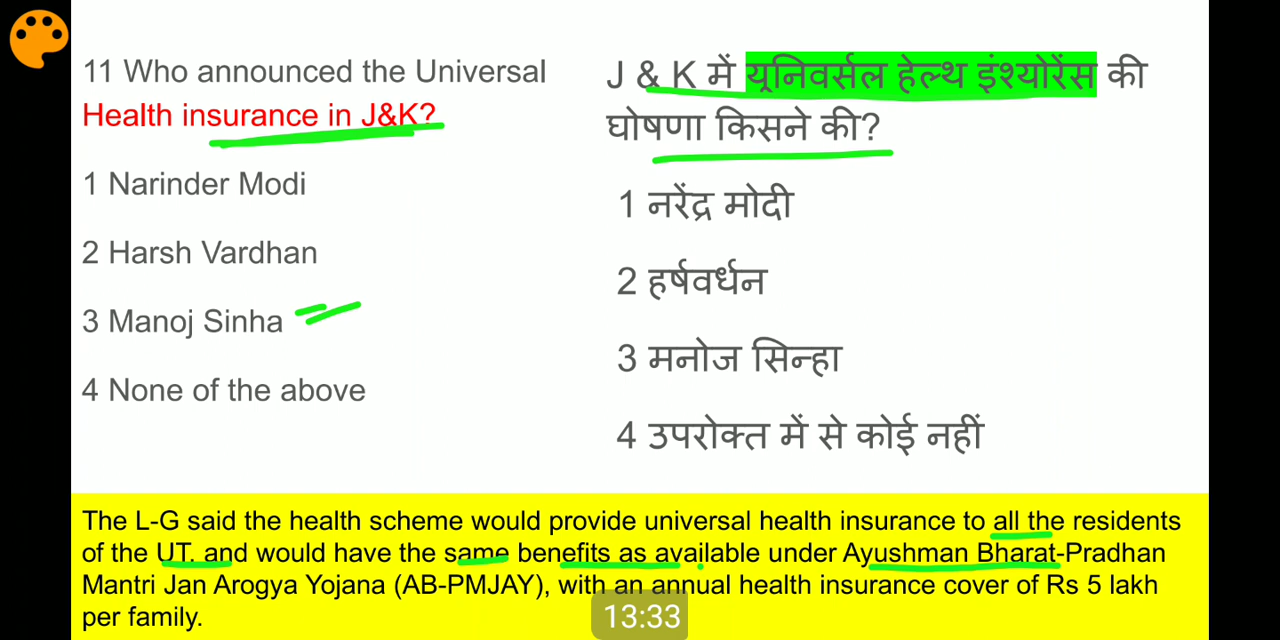 11 Who announced the Universal
Health insurance in J&K?
1 Narinder Modi
2 Harsh Vardhan
3 Manoj Sinha
4 None of the above
J & K में यूनिवर्सल हेल्थ इंश्योरेंस की
घोषणा किसने की?
1 नरेंद्र मोदी
2 हर्षवर्धन
3 मनोज सिन्हा
4 उपरोक्त में से कोई नहीं
The L-G said the health scheme would provide universal health insurance to all the residents
of the UT. and would have the same benefits as available under Ayushman Bharat-Pradhan
Mantri Jan Arogya Yojana (AB-PMJAY), with an annual health insurance cover of Rs 5 lakh
per family.
13:33